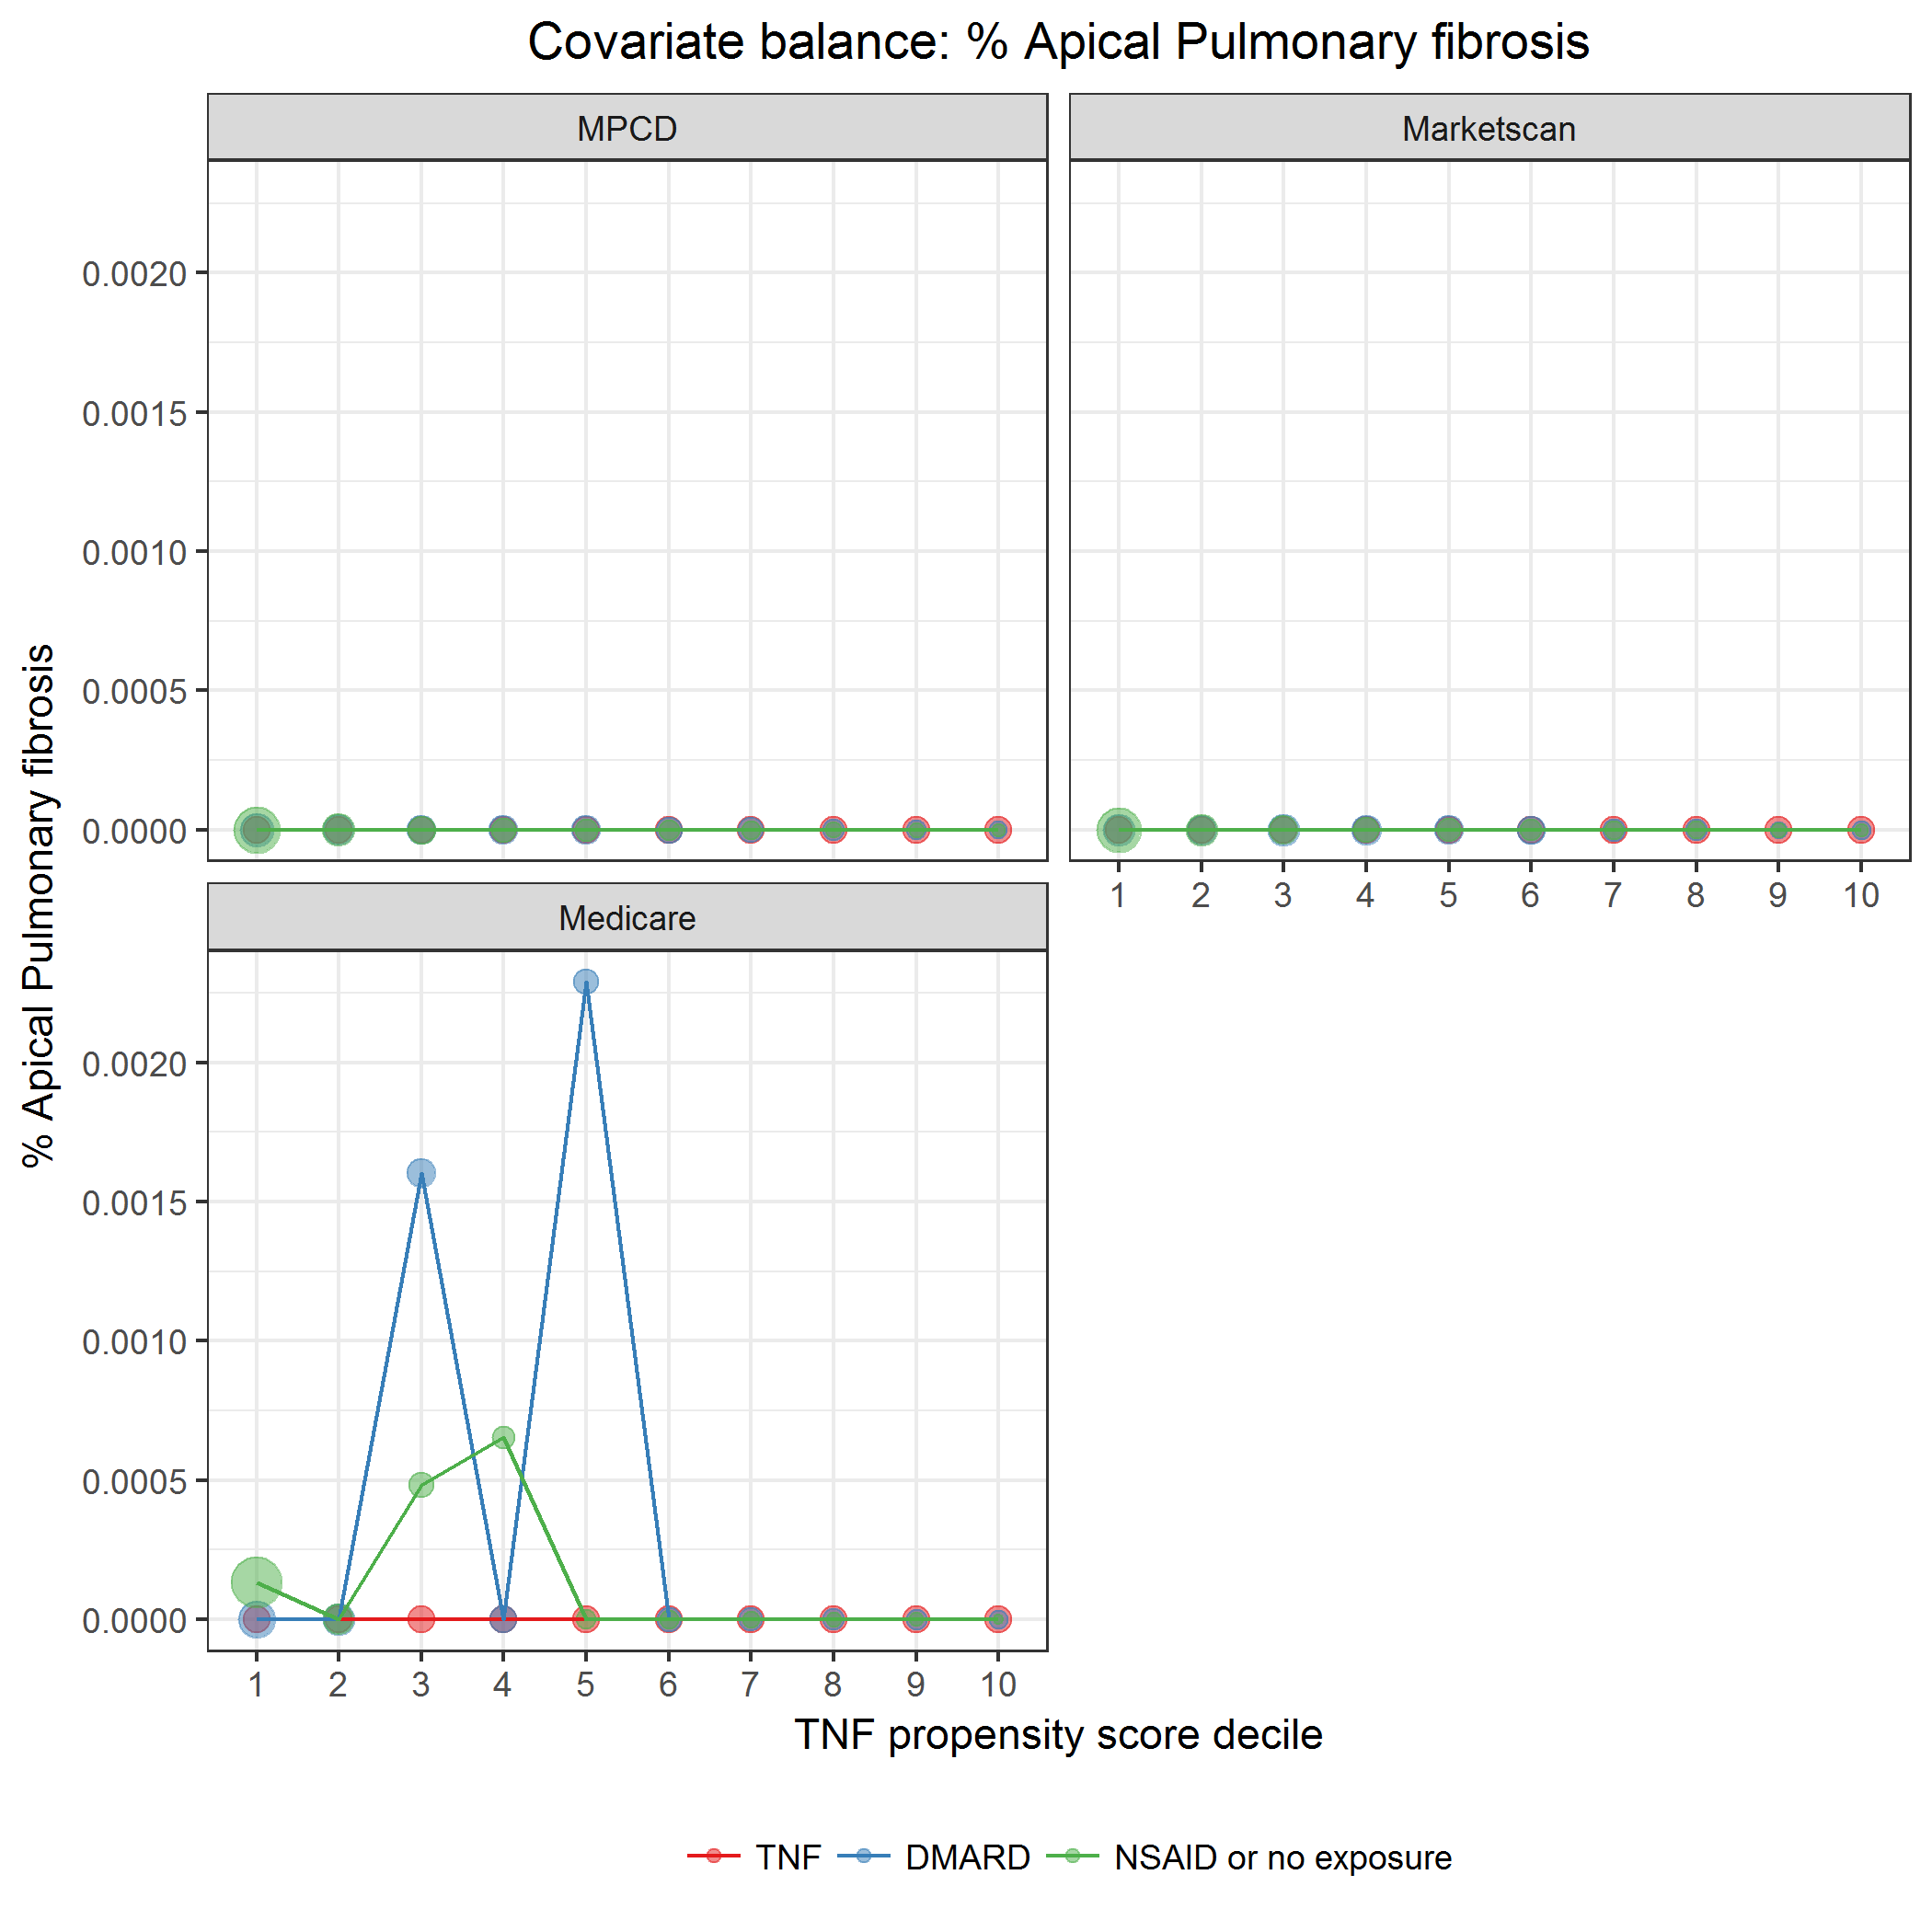 Covariate balance: % Apical Pulmonary fibrosis
MPCD
Marketscan
% Apical Pulmonary fibrosis
0.0020
0.0015
0.0010
0.0005
0.0000
1 2 3 4 5 6 7 8 9 10
Medicare
0.0020
0.0015
0.0010
0.0005
0.0000
1 2 3 4 5 6 7 8 9 10
TNF propensity score decile
TNF DMARD NSAID or no exposure